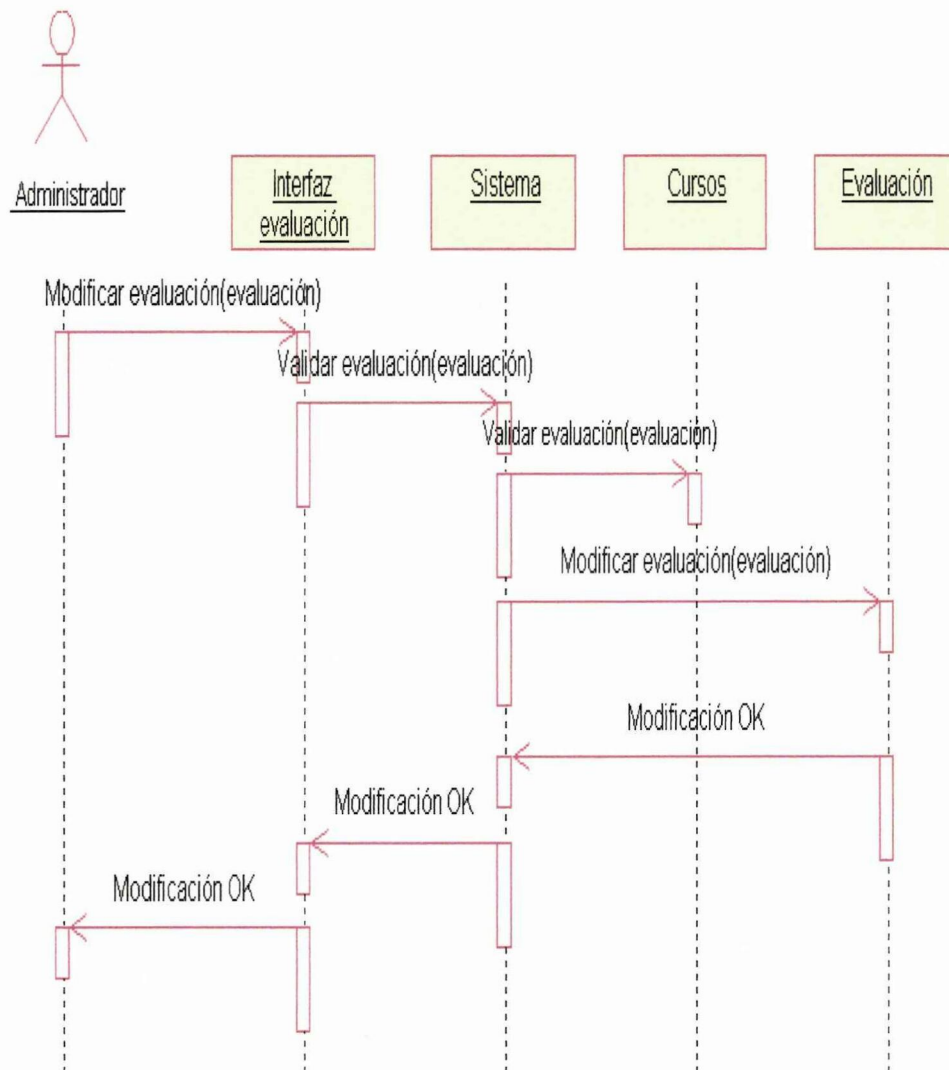 Administrador
Interfaz
evaluación
Sistema
Cursos
Evaluación
Modificar evaluación(evaluación)
Validar evaluación(evaluación)
Validar evaluación(evaluación)
Modificar evaluación(evaluación)
Modificación OK
Modificación OK
Modificación OK